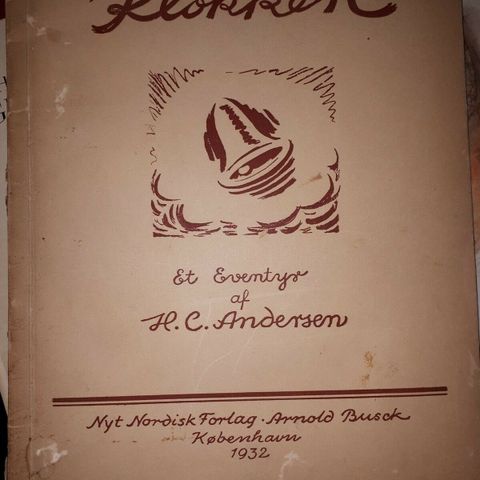 Klokken
Et Eventyr
af
H. C. Andersen
Nyt Nordisk Forlag · Arnold Busck
København
1932